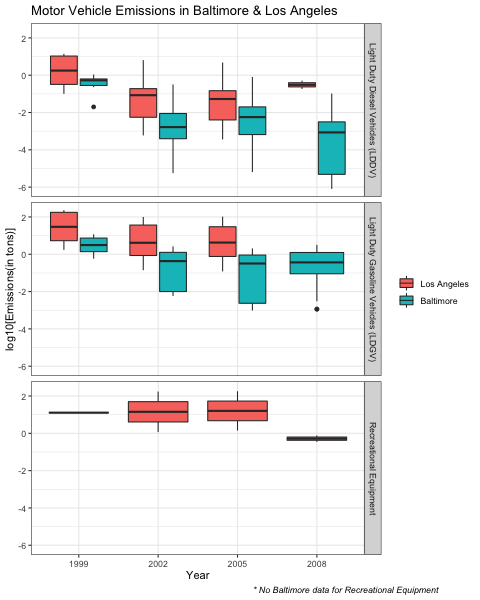 Motor Vehicle Emissions in Baltimore & Los Angeles
2
0
-2
-4
-6
Light Duty Diesel Vehicles (LDDV)
2
0
-2
-4
-6
Light Duty Gasoline Vehicles (LDGV)
2
0
-2
-4
-6
Recreational Equipment
log10[Emissions(in tons)]
1999
2002
2005
2008
Year
Los Angeles
Baltimore
* No Baltimore data for Recreational Equipment